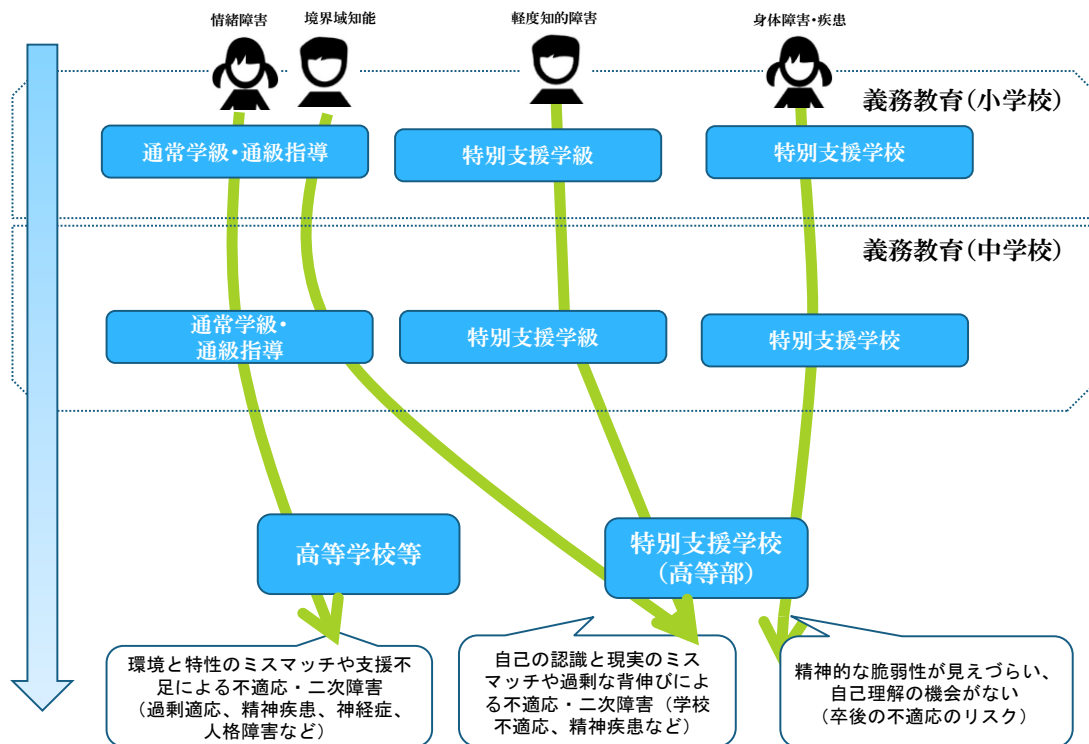 情緒障害
境界域知能
軽度知的障害
身体障害・疾患
義務教育（小学校）
通常学級・通級指導
特別支援学級
特別支援学校
義務教育（中学校）
通常学級・
通級指導
特別支援学級
特別支援学校
高等学校等
特別支援学校
（高等部）
環境と特性のミスマッチや支援不
足による不適応・二次障害
（過剰適応、精神疾患、神経症、
人格障害など）
自己の認識と現実のミス
マッチや過剰な背伸びによ
る不適応・二次障害（学校
不適応、精神疾患など）
精神的な脆弱性が見えづらい、
自己理解の機会がない
（卒後の不適応のリスク）